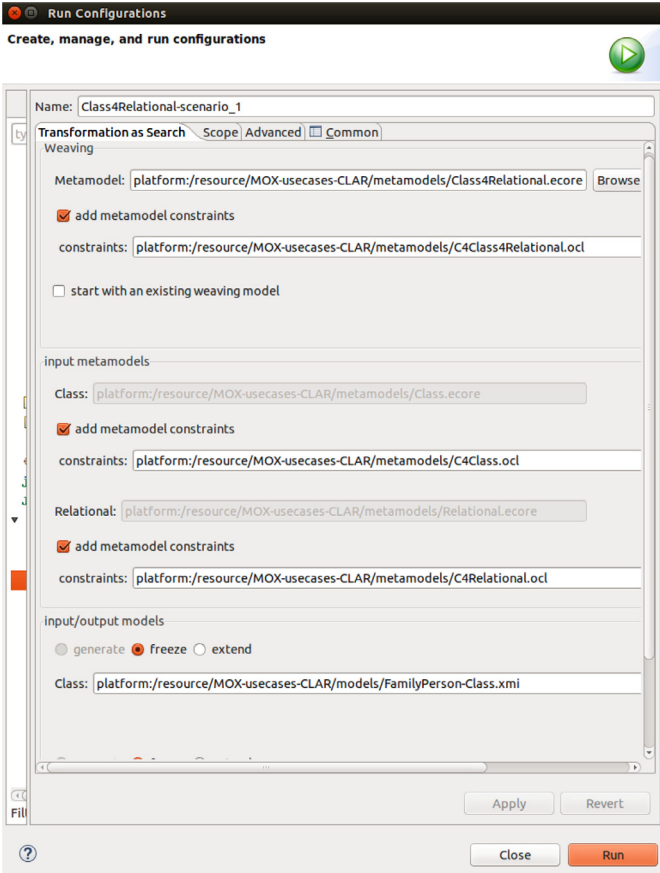 Run Configurations
Create, manage, and run configurations
Name: Class4Relational-scenario_1
ty
Transformation as Search Scope Advanced Common
Weaving
Metamodel: platform:/resource/MOX-usecases-CLAR/metamodels/Class4Relational.ecore Browse
add metamodel constraints
constraints: platform:/resource/MOX-usecases-CLAR/metamodels/C4Class4Relational.ocl
start with an existing weaving model
input metamodels
Class: platform:/resource/MOX-usecases-CLAR/metamodels/Class.ecore
add metamodel constraints
constraints: platform:/resource/MOX-usecases-CLAR/metamodels/C4Class.ocl
Relational: platform:/resource/MOX-usecases-CLAR/metamodels/Relational.ecore
add metamodel constraints
constraints: platform:/resource/MOX-usecases-CLAR/metamodels/C4Relational.ocl
input/output models
generate freeze extend
Class: platform:/resource/MOX-usecases-CLAR/models/FamilyPerson-Class.xmi
Apply Revert
Fil
? Close Run